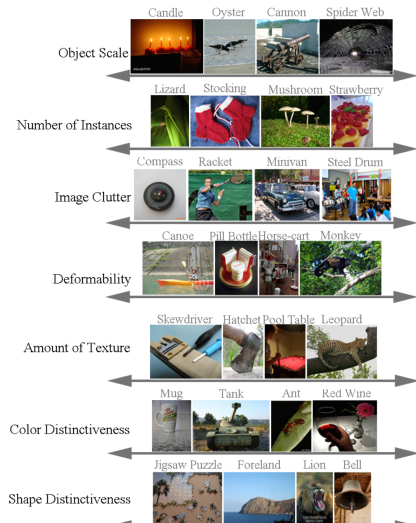 Candle Oyster Cannon Spider Web
Object Scale
Lizard Stocking Mushroom Strawberry
Number of Instances
Compass Racket Minivan Steel Drum
Image Clutter
Canoe Pill Bottle Horse-cart Monkey
Deformability
Skewdriver Hatchet Pool Table Leopard
Amount of Texture
Mug Tank Ant Red Wine
Color Distinctiveness
Jigsaw Puzzle Foreland Lion Bell
Shape Distinctiveness